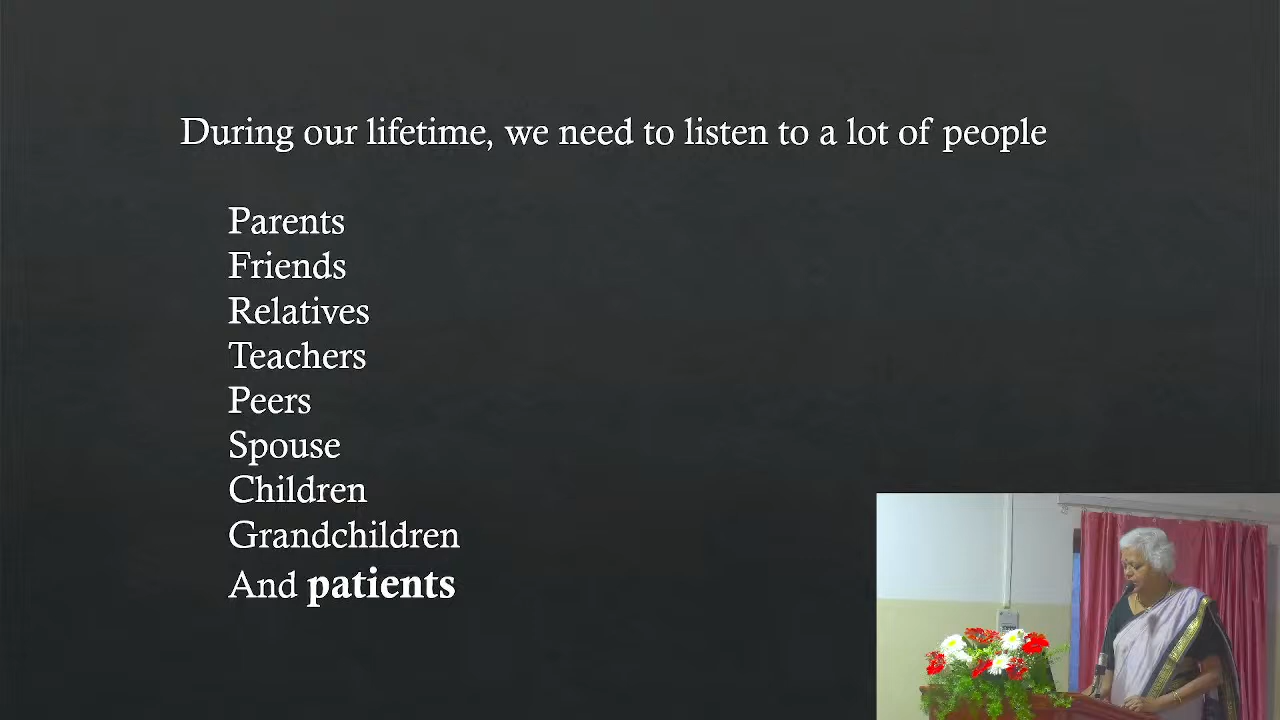 During our lifetime, we need to listen to a lot of people
Parents
Friends
Relatives
Teachers
Peers
Spouse
Children
Grandchildren
And patients